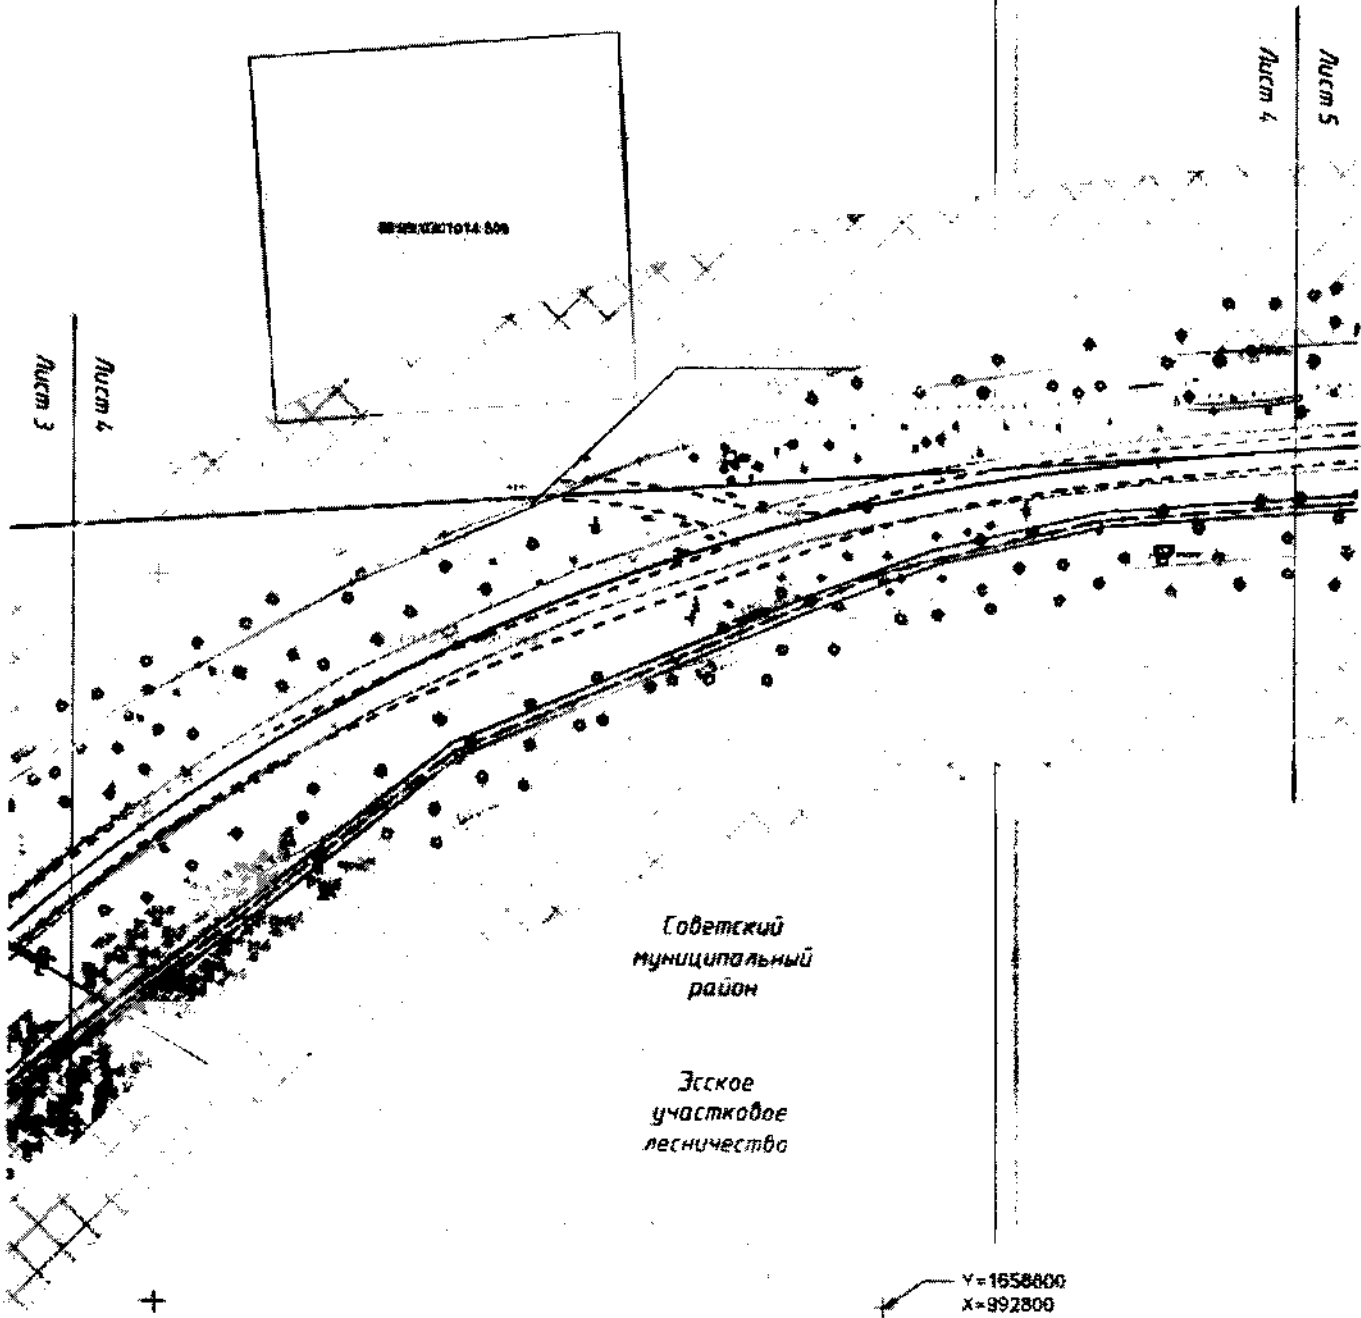 Лист 4
Лист 5
Лист 3
Лист 4
Советский
муниципальный
район
Эсское
участковое
лесничество
Y=1658800
X=992800